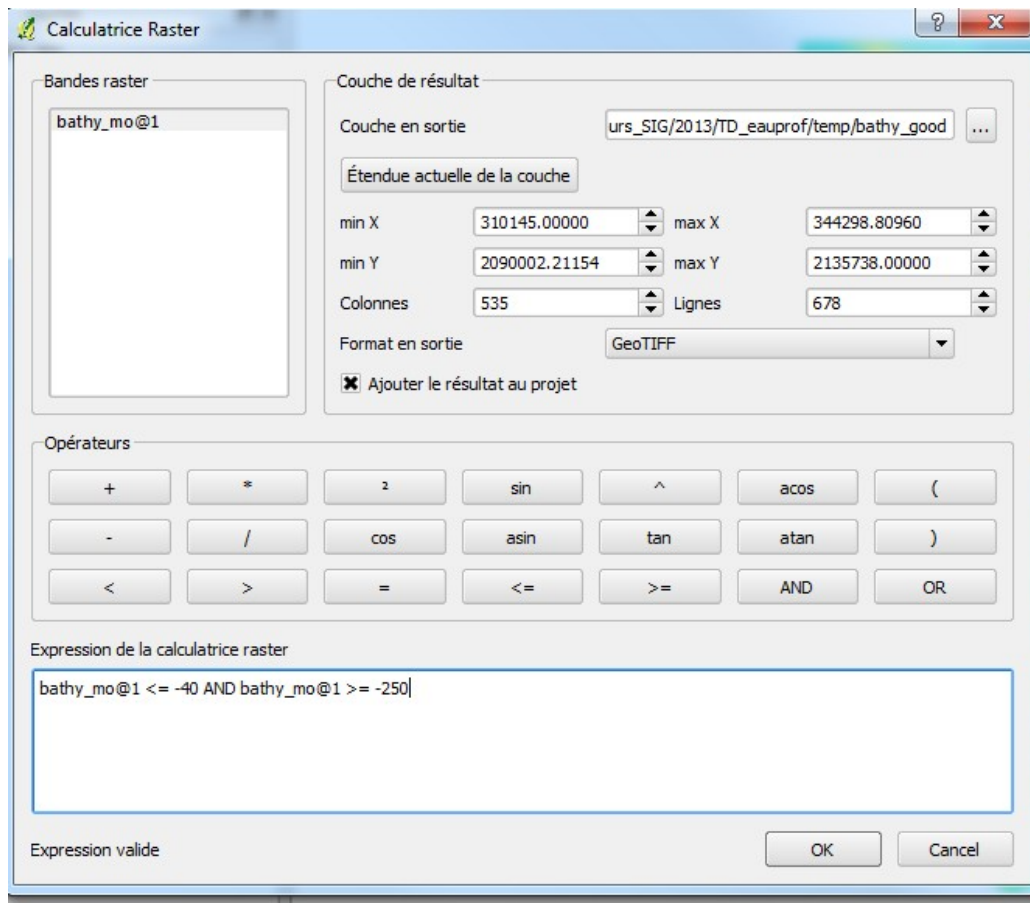 Calculatrice Raster
Bandes raster
bathy_mo@1
Couche de résultat
Couche en sortie urs_SIG/2013/TD_eauprof/temp/bathy_good ...
Étendue actuelle de la couche
min X 310145.00000 max X 344298.80960
min Y 2090002.21154 max Y 2135738.00000
Colonnes 535 Lignes 678
Format en sortie GeoTIFF
Ajouter le résultat au projet
Opérateurs
+ * ² sin ^ acos (
- / cos asin tan atan )
< > = <= >= AND OR
Expression de la calculatrice raster
bathy_mo@1 <= -40 AND bathy_mo@1 >= -250
Expression valide OK Cancel